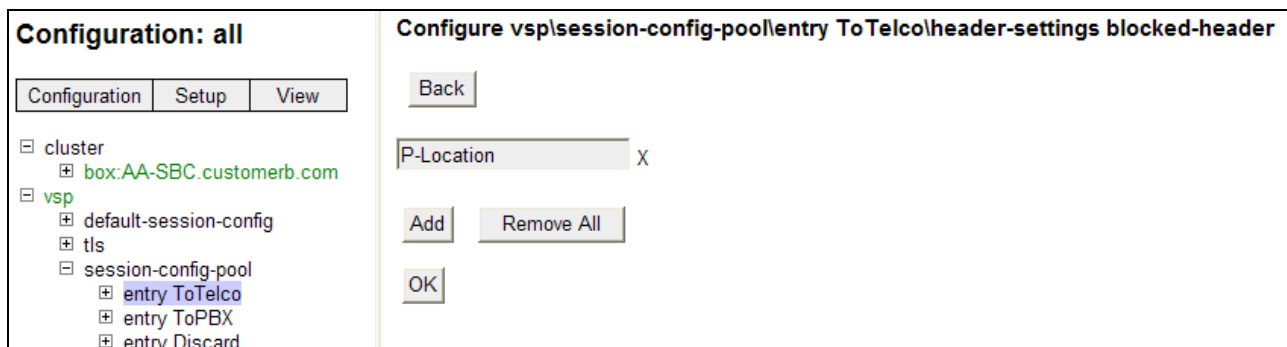 Configuration: all
Configuration Setup View
cluster
box:AA-SBC.customerb.com
vsp
default-session-config
tls
session-config-pool
entry ToTelco
entry ToPBX
entry Discard
Configure vsp\session-config-pool\entry ToTelco\header-settings blocked-header
Back
P-Location X
Add Remove All
OK